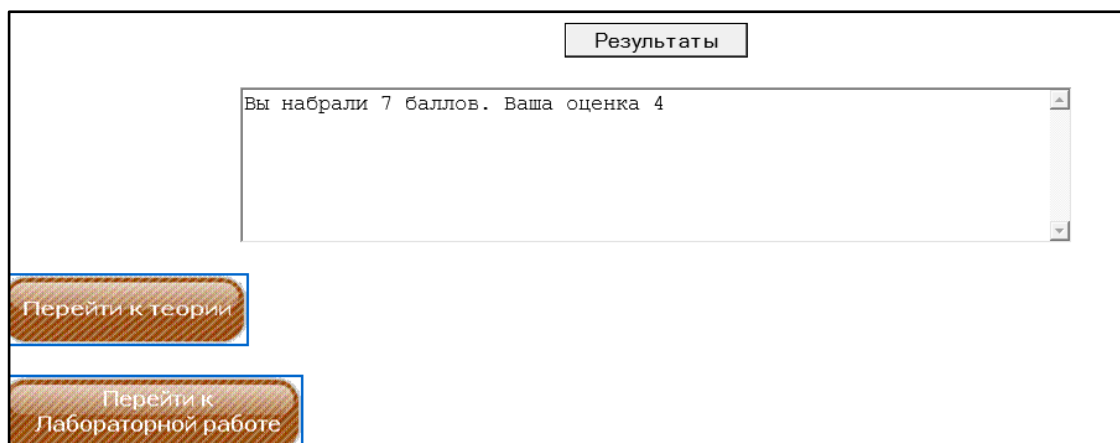 Результаты
Вы набрали 7 баллов. Ваша оценка 4
Перейти к теории
Перейти к
Лабораторной работе